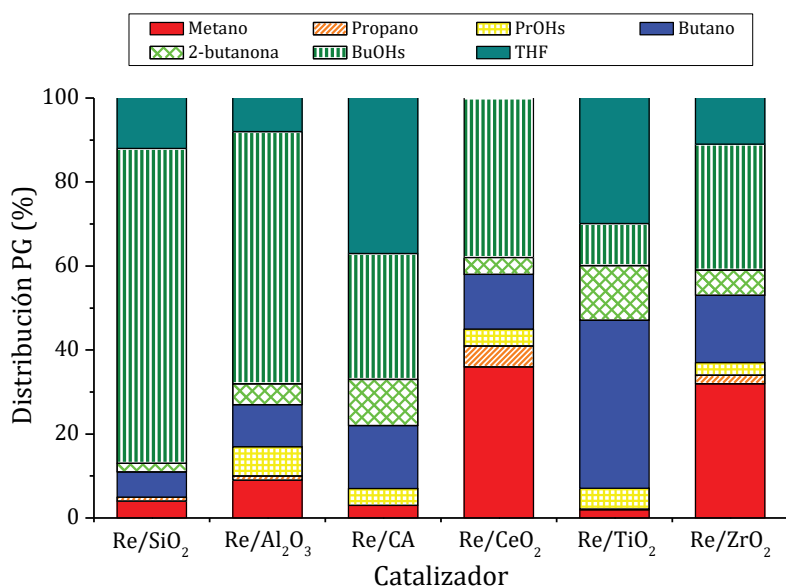 Metano Propano PrOHs Butano
2-butanona BuOHs THF
Distribución PG (%)
100
80
60
40
20
0
Re/SiO₂ Re/Al₂O₃ Re/CA Re/CeO₂ Re/TiO₂ Re/ZrO₂
Catalizador